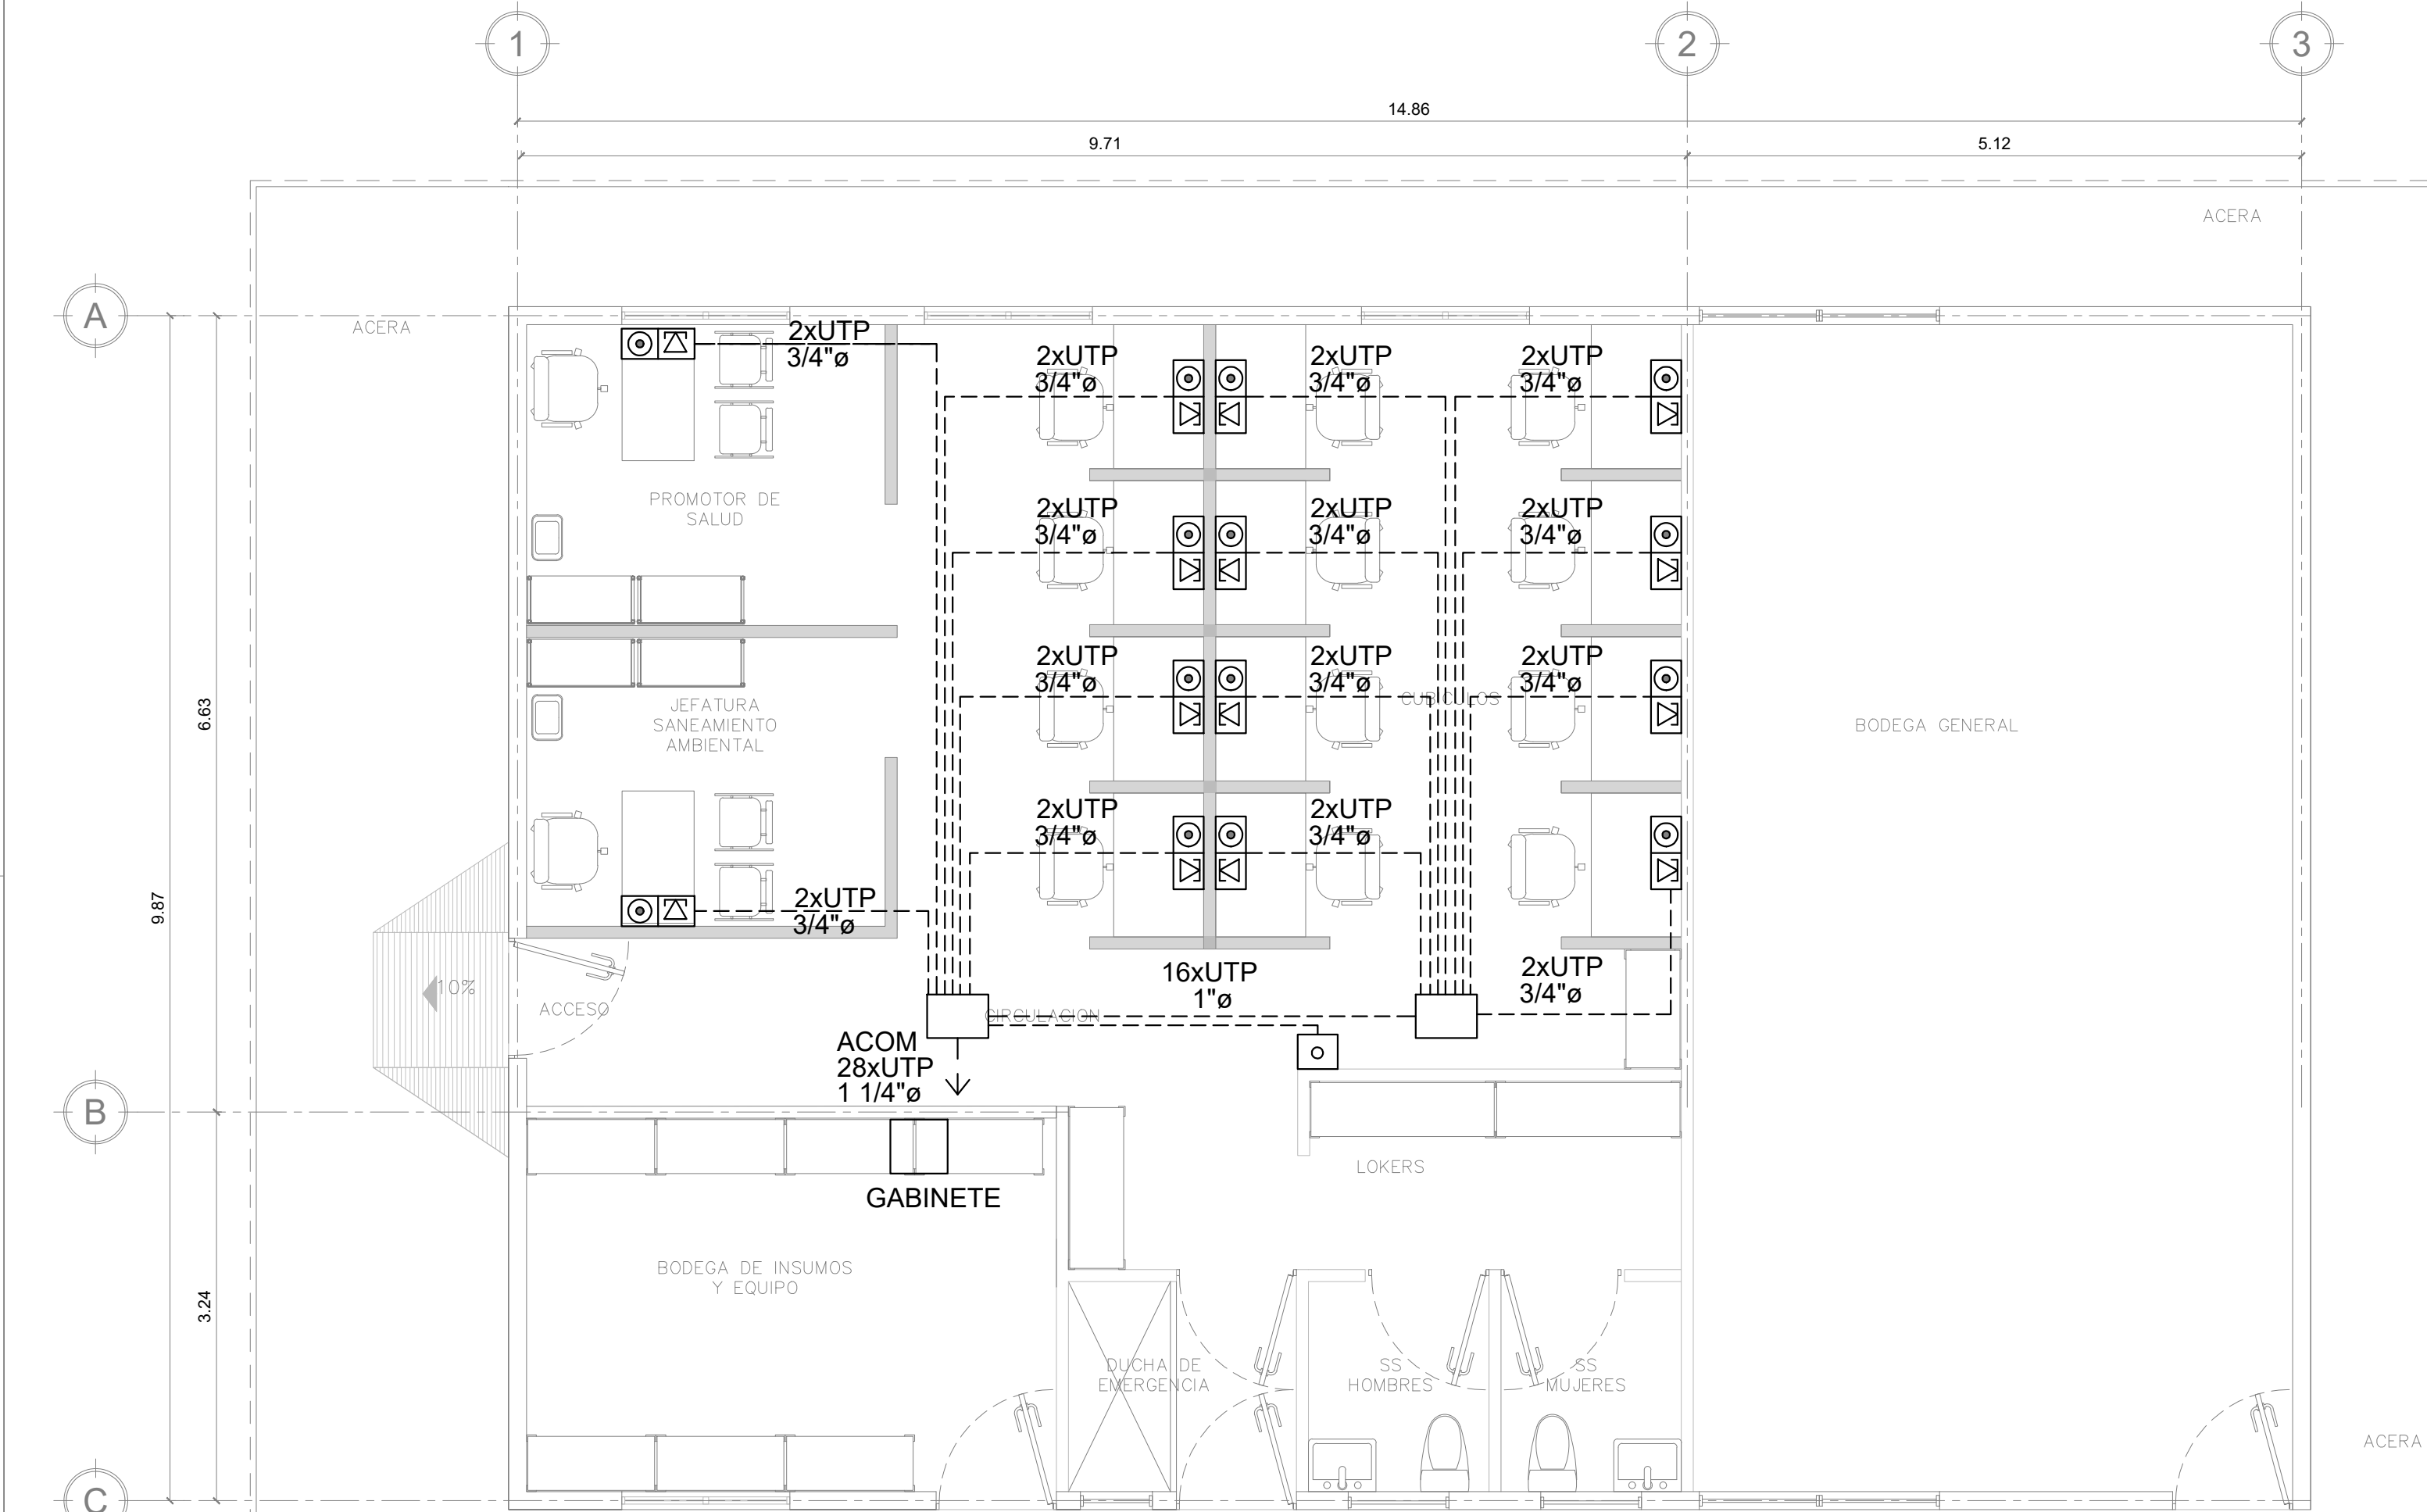 1
2
3
14.86
9.71
5.12
ACERA
A
ACERA
2xUTP
3/4"ø
2xUTP
3/4"ø
2xUTP
3/4"ø
2xUTP
3/4"ø
PROMOTOR DE
SALUD
2xUTP
3/4"ø
2xUTP
3/4"ø
2xUTP
3/4"ø
6.63
JEFATURA
SANEAMIENTO
AMBIENTAL
2xUTP
3/4"ø
2xUTP
3/4"ø
2xUTP
3/4"ø
CUBICULOS
BODEGA GENERAL
2xUTP
3/4"ø
2xUTP
3/4"ø
9.87
2xUTP
3/4"ø
10%
ACCESO
16xUTP
1"ø
2xUTP
3/4"ø
CIRCULACION
ACOM
28xUTP
1 1/4"ø
B
GABINETE
LOKERS
3.24
BODEGA DE INSUMOS
Y EQUIPO
DUCHA DE
EMERGENCIA
SS
HOMBRES
SS
MUJERES
ACERA
C